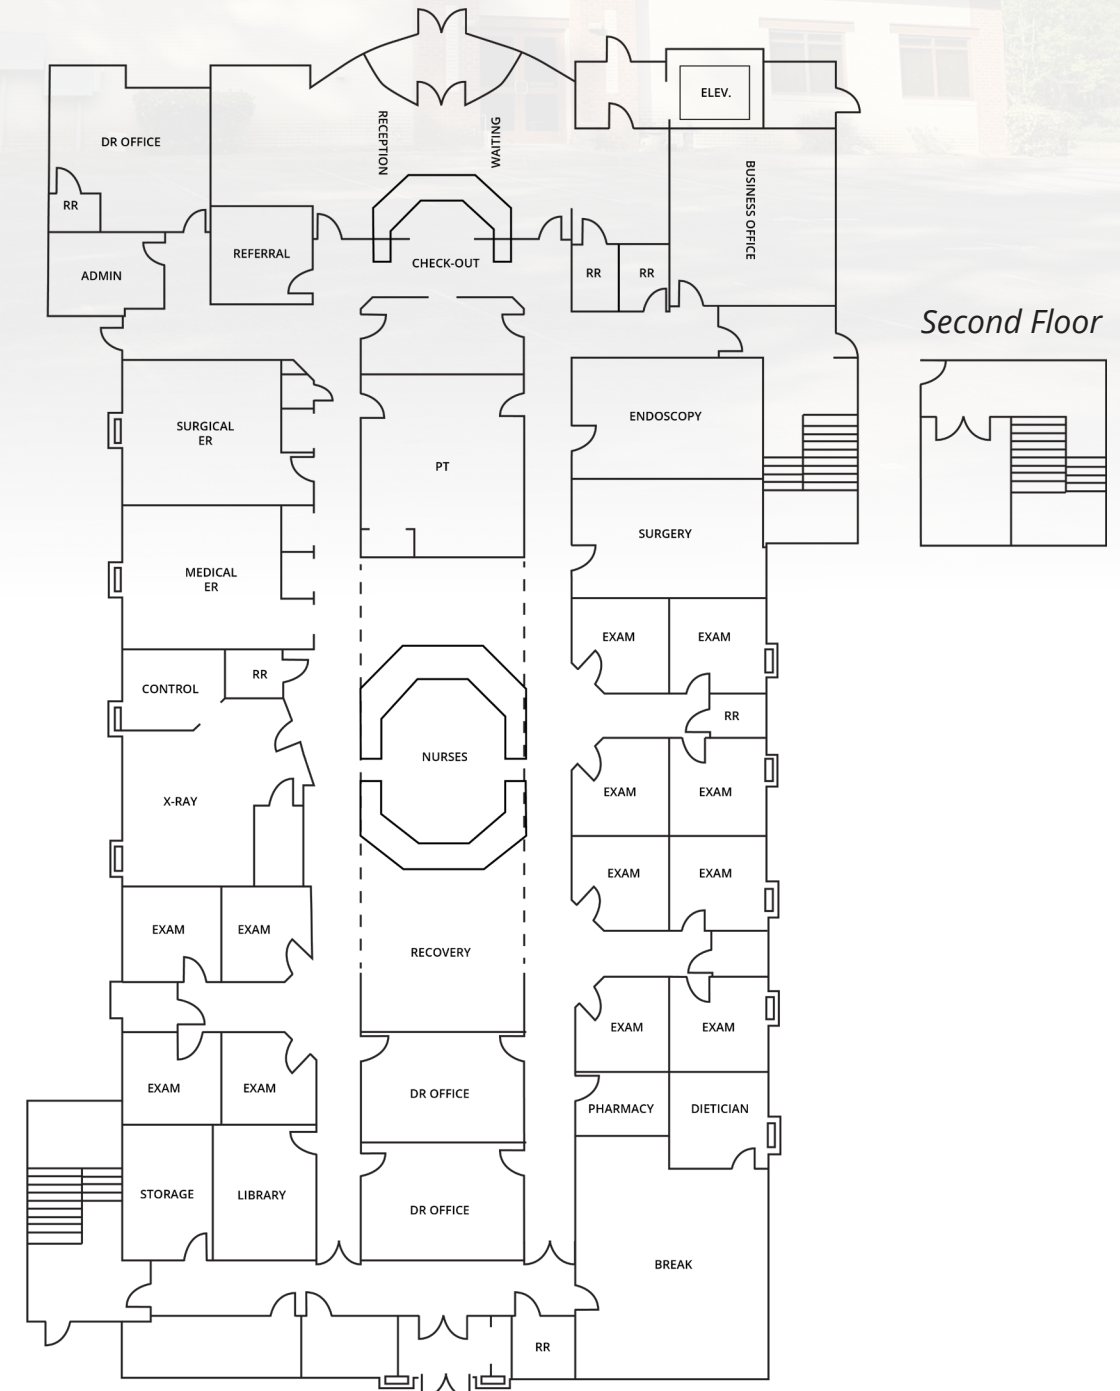 ELEV.
DR OFFICE
RECEPTION
WAITING
RR
BUSINESS OFFICE
REFERRAL
CHECK-OUT
ADMIN
RR
RR
Second Floor
SURGICAL
ER
ENDOSCOPY
PT
SURGERY
MEDICAL
ER
EXAM
EXAM
RR
CONTROL
RR
NURSES
X-RAY
EXAM
EXAM
EXAM
EXAM
EXAM
EXAM
RECOVERY
EXAM
EXAM
EXAM
EXAM
DR OFFICE
PHARMACY
DIETICIAN
STORAGE
LIBRARY
DR OFFICE
BREAK
RR